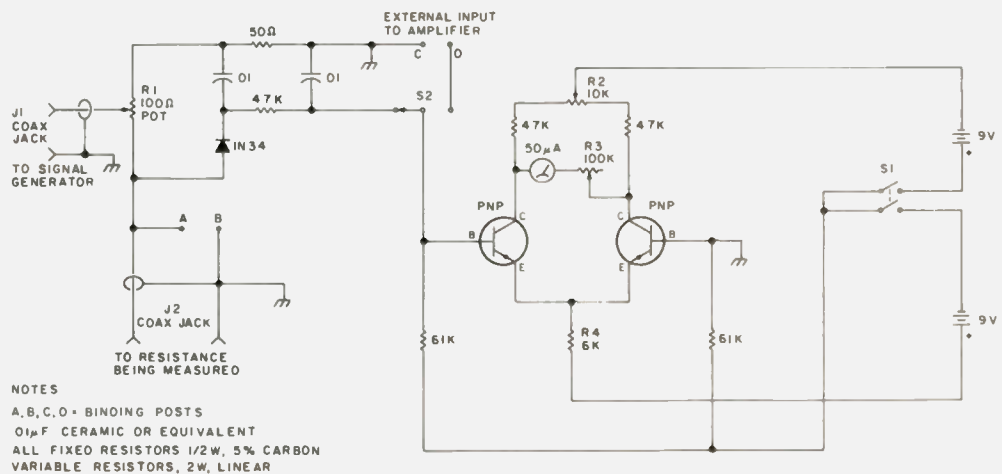 EXTERNAL INPUT
TO AMPLIFIER
50Ω
C
D
R1
100Ω
POT
01
01
J1
COAX
JACK
47K
S2
TO SIGNAL
GENERATOR
IN34
R2
10K
47K
47K
50µA
R3
100K
9V
+
S1
PNP
PNP
C
C
B
B
E
E
A
B
J2
COAX JACK
61K
R4
6K
61K
9V
+
TO RESISTANCE
BEING MEASURED
NOTES
A,B,C,D = BINDING POSTS
01µF CERAMIC OR EQUIVALENT
ALL FIXED RESISTORS 1/2W, 5% CARBON
VARIABLE RESISTORS, 2W, LINEAR